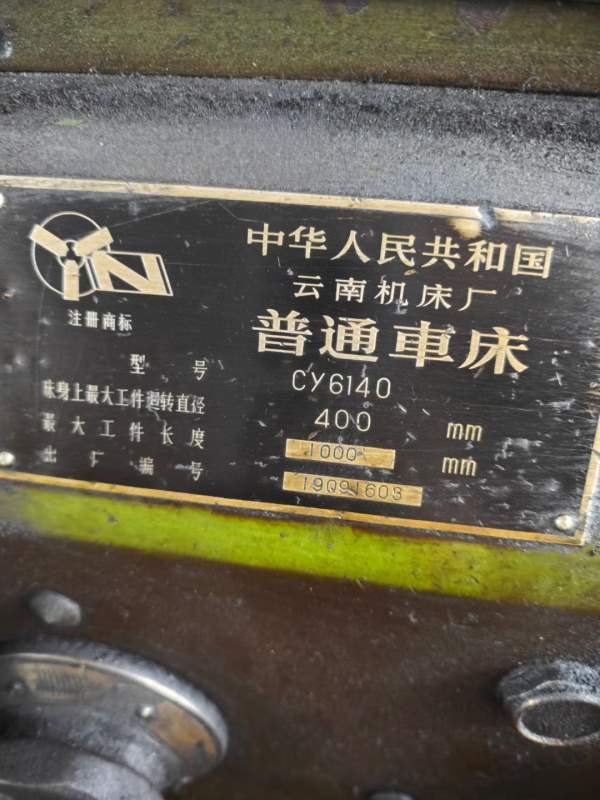 中华人民共和国
云南机床厂
YN
注册商标
普通車床
型号 CY6140
床身上最大工件迴转直径 400 mm
最大工件长度 1000 mm
出厂编号 19091603